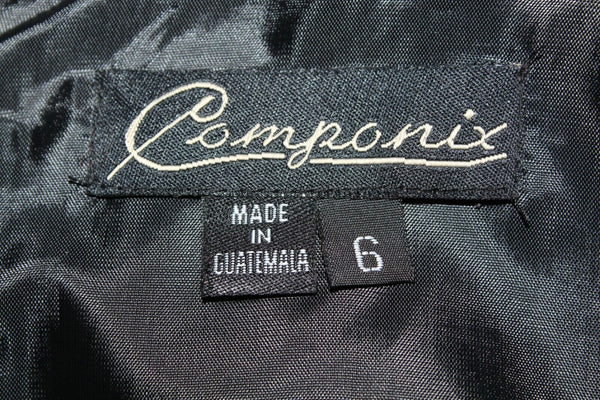 Componix
MADE
IN
GUATEMALA
6